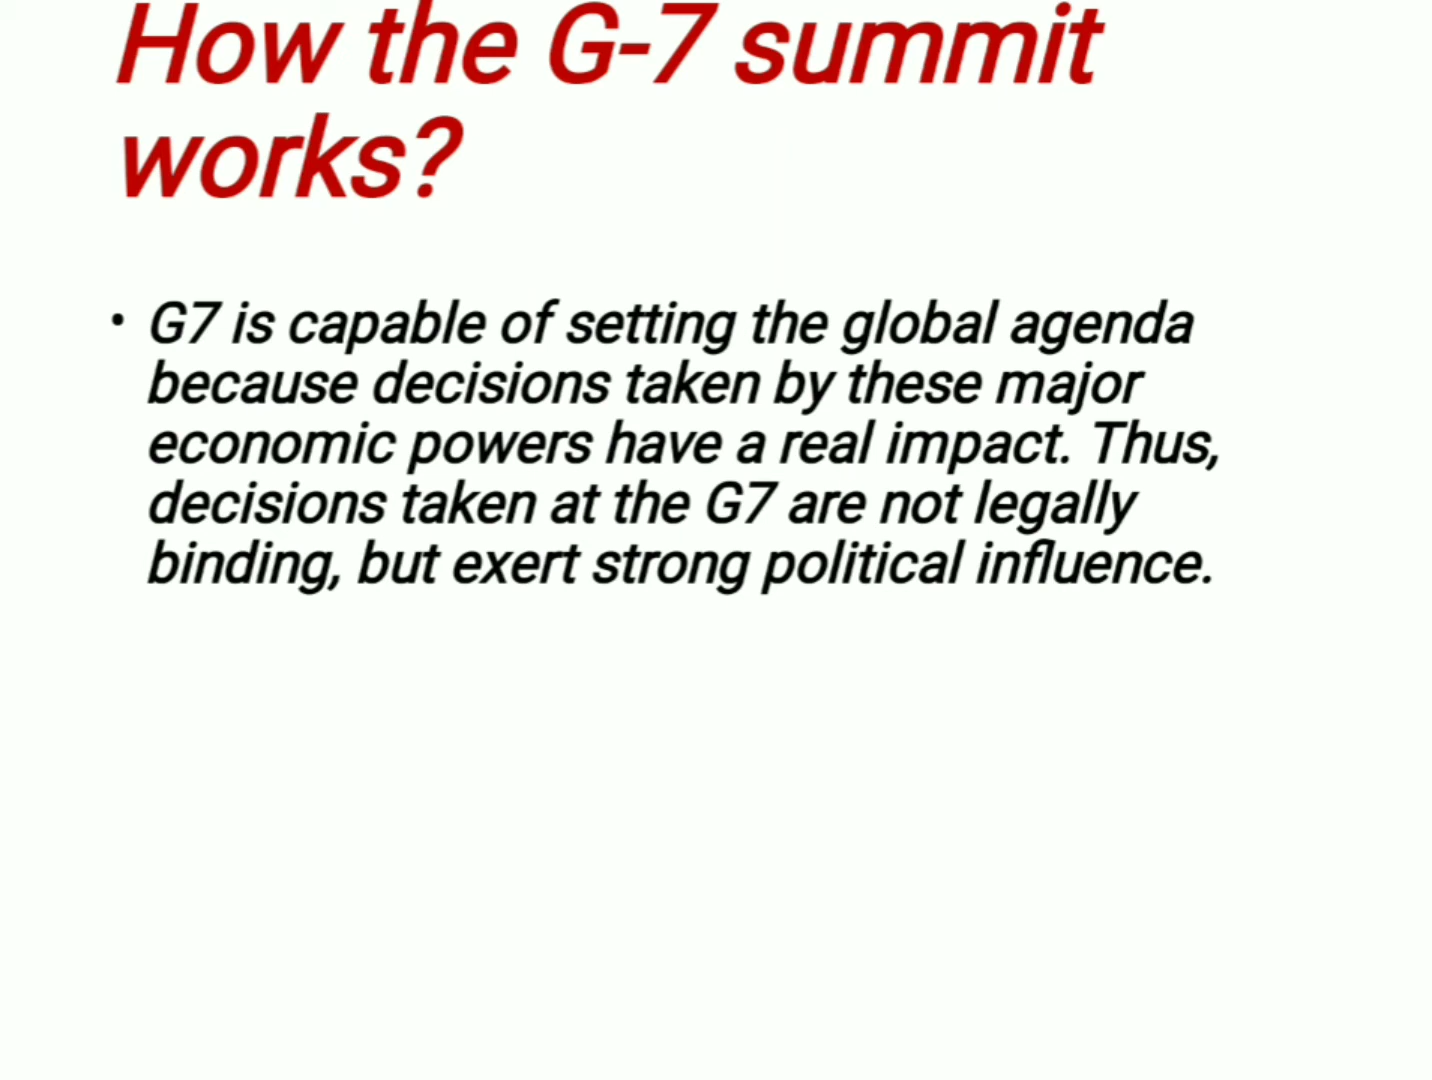 How the G-7 summit
works?
• G7 is capable of setting the global agenda
because decisions taken by these major
economic powers have a real impact. Thus,
decisions taken at the G7 are not legally
binding, but exert strong political influence.